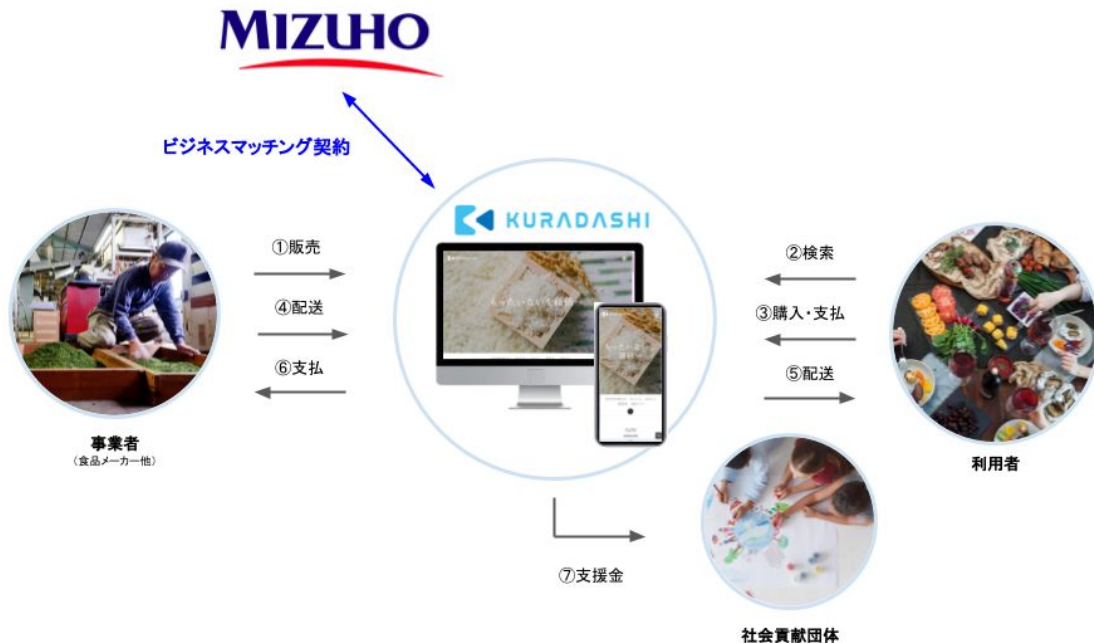 MIZUHO
ビジネスマッチング契約
KURADASHI
①販売
②検索
④配送
③購入・支払
⑥支払
⑤配送
事業者
（食品メーカー他）
利用者
⑦支援金
社会貢献団体